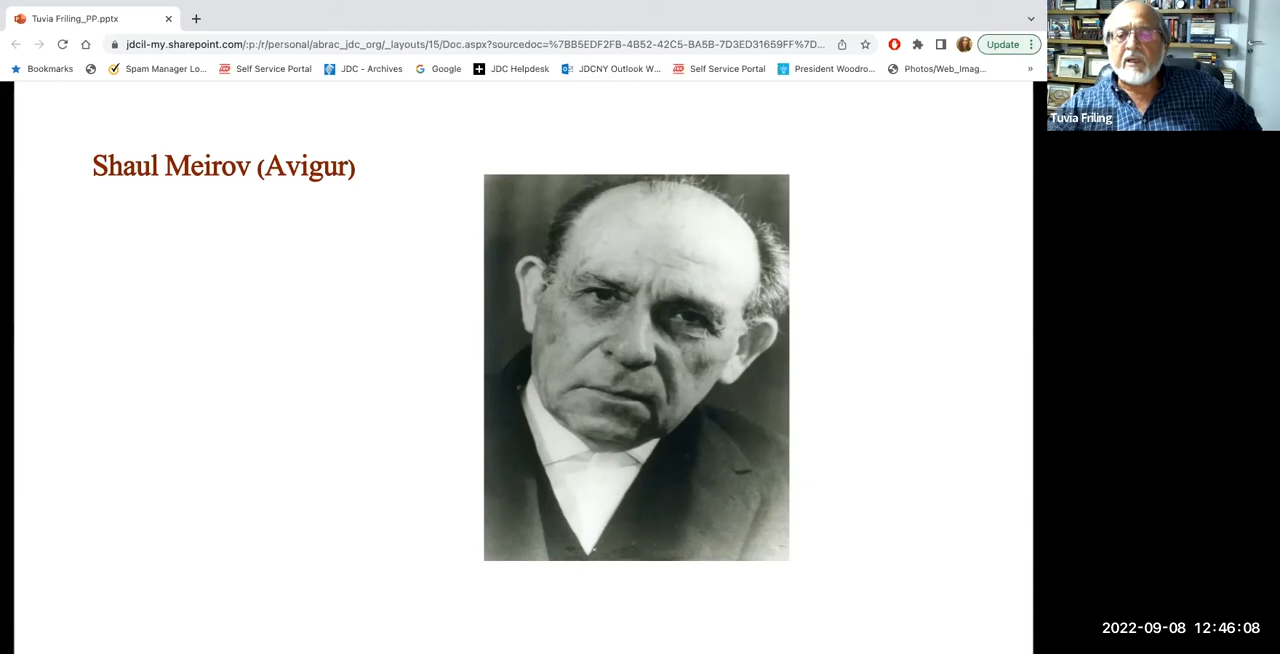 Tuvia Friling_PP.pptx
jdcil-my.sharepoint.com/:p:/r/personal/abrac_jdc_org/_layouts/15/Doc.aspx?sourcedoc=%7BB5EDF2FB-4B52-42C5-BA5B-7D3ED31659FF%7D...
Update
Bookmarks
Spam Manager Lo...
Self Service Portal
JDC - Archives
Google
JDC Helpdesk
JDCNY Outlook W...
Self Service Portal
President Woodro...
Photos/Web_Imag...
»
Tuvia Friling
Shaul Meirov (Avigur)
2022-09-08 12:46:08